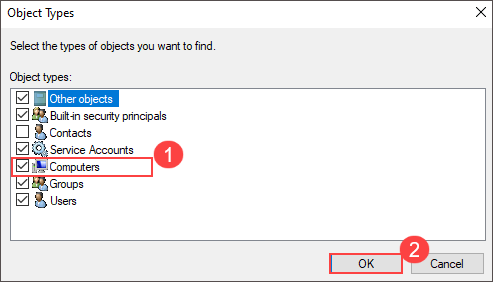 Object Types
Select the types of objects you want to find.
Object types:
Other objects
Built-in security principals
Contacts
Service Accounts
1
Computers
Groups
Users
2
OK
Cancel